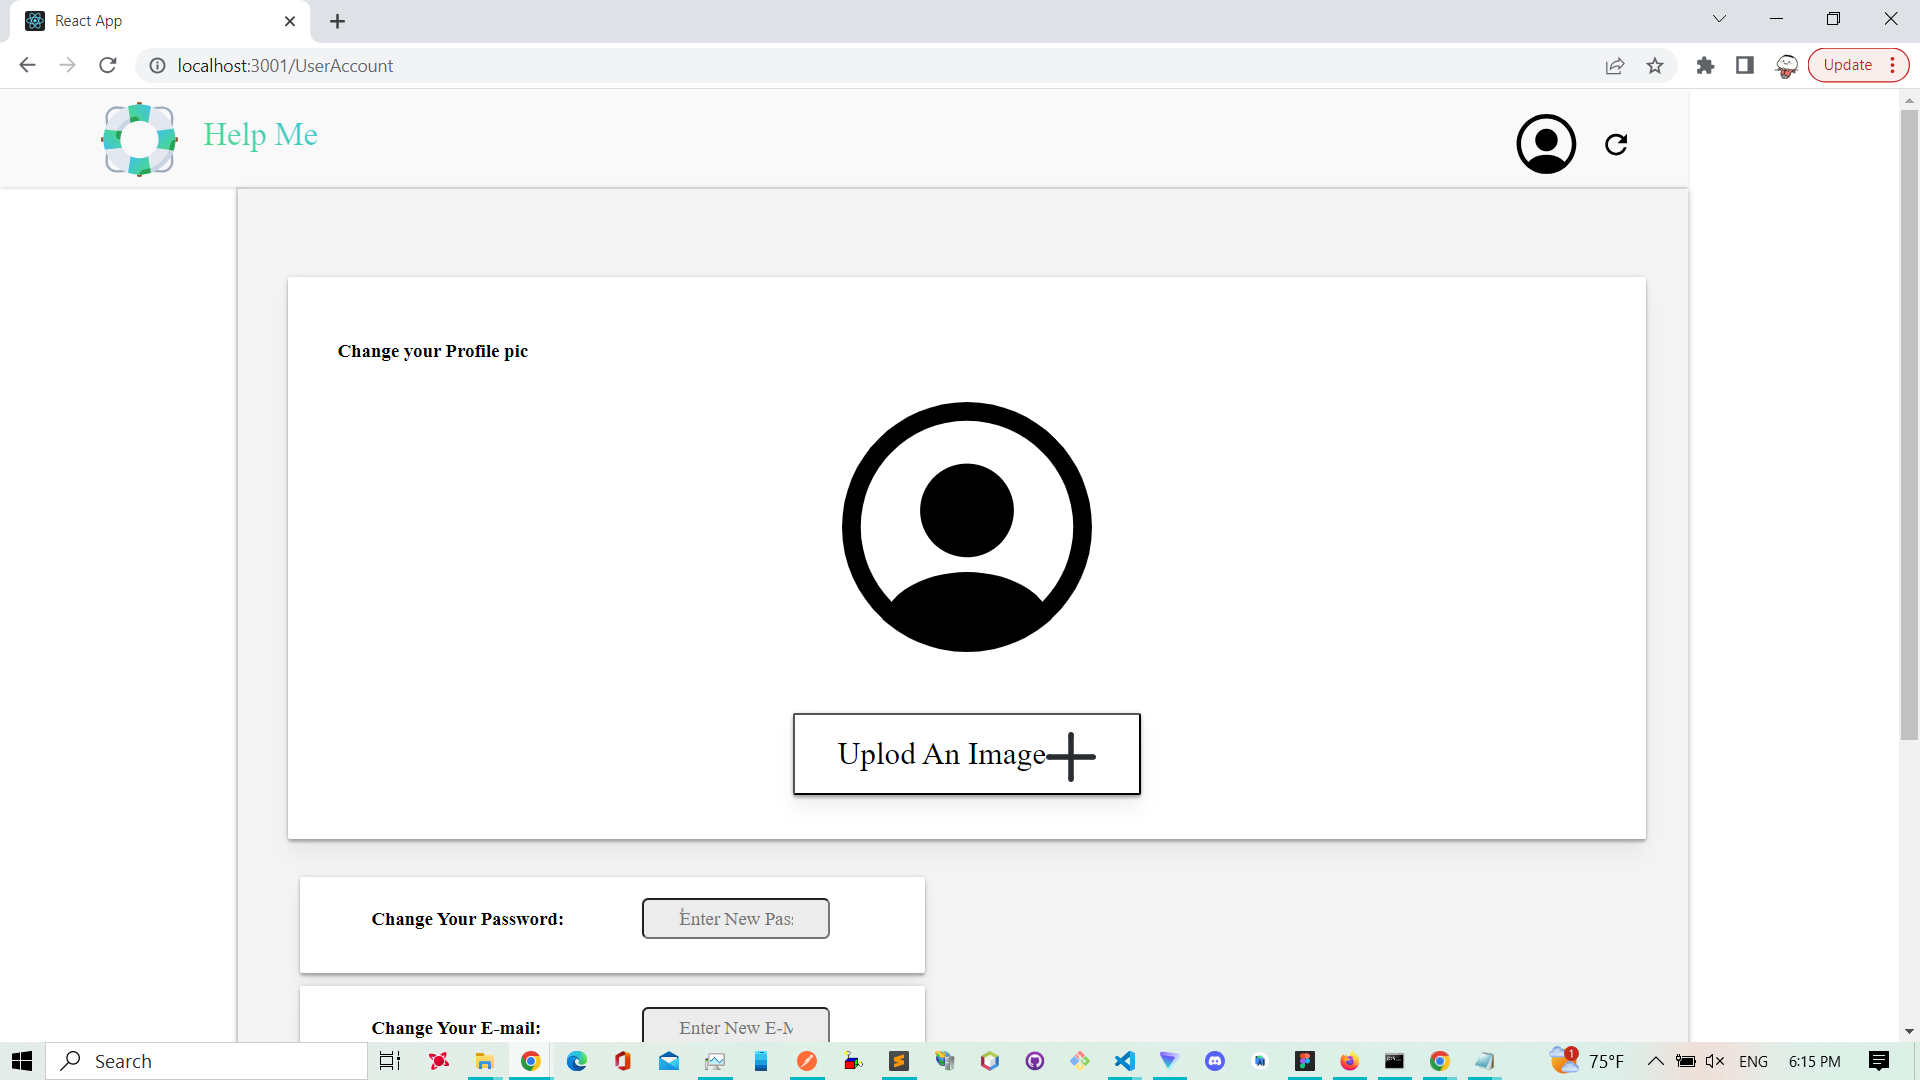 React App
localhost:3001/UserAccount
Update
Help Me
Change your Profile pic
Uplod An Image
Change Your Password:
Enter New Pas
Change Your E-mail:
Enter New E-M
Search
1
75°F
ENG
6:15 PM